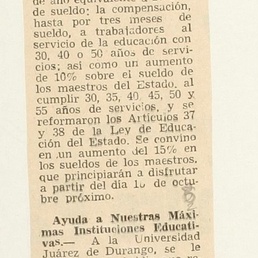 de año equivalente a
de sueldo; la compensación,
hasta por tres meses de
sueldo, a trabajadores al
servicio de la educación con
30, 40 o 50 años de servi-
cios; así como un aumento
de 10% sobre el sueldo de
los maestros del Estado, al
cumplir 30, 35, 40, 45, 50 y
55 años de servicios, y se
reformaron los Artículos 37
y 38 de la Ley de Educa-
ción del Estado. Se convino
en un aumento del 15% en
los sueldos de los maestros,
que principiarán a disfrutar
a partir del día 1o de octu-
bre próximo.
Ayuda a Nuestras Máxi-
mas Instituciones Educati-
vas.— A la Universidad
Juárez de Durango, se le